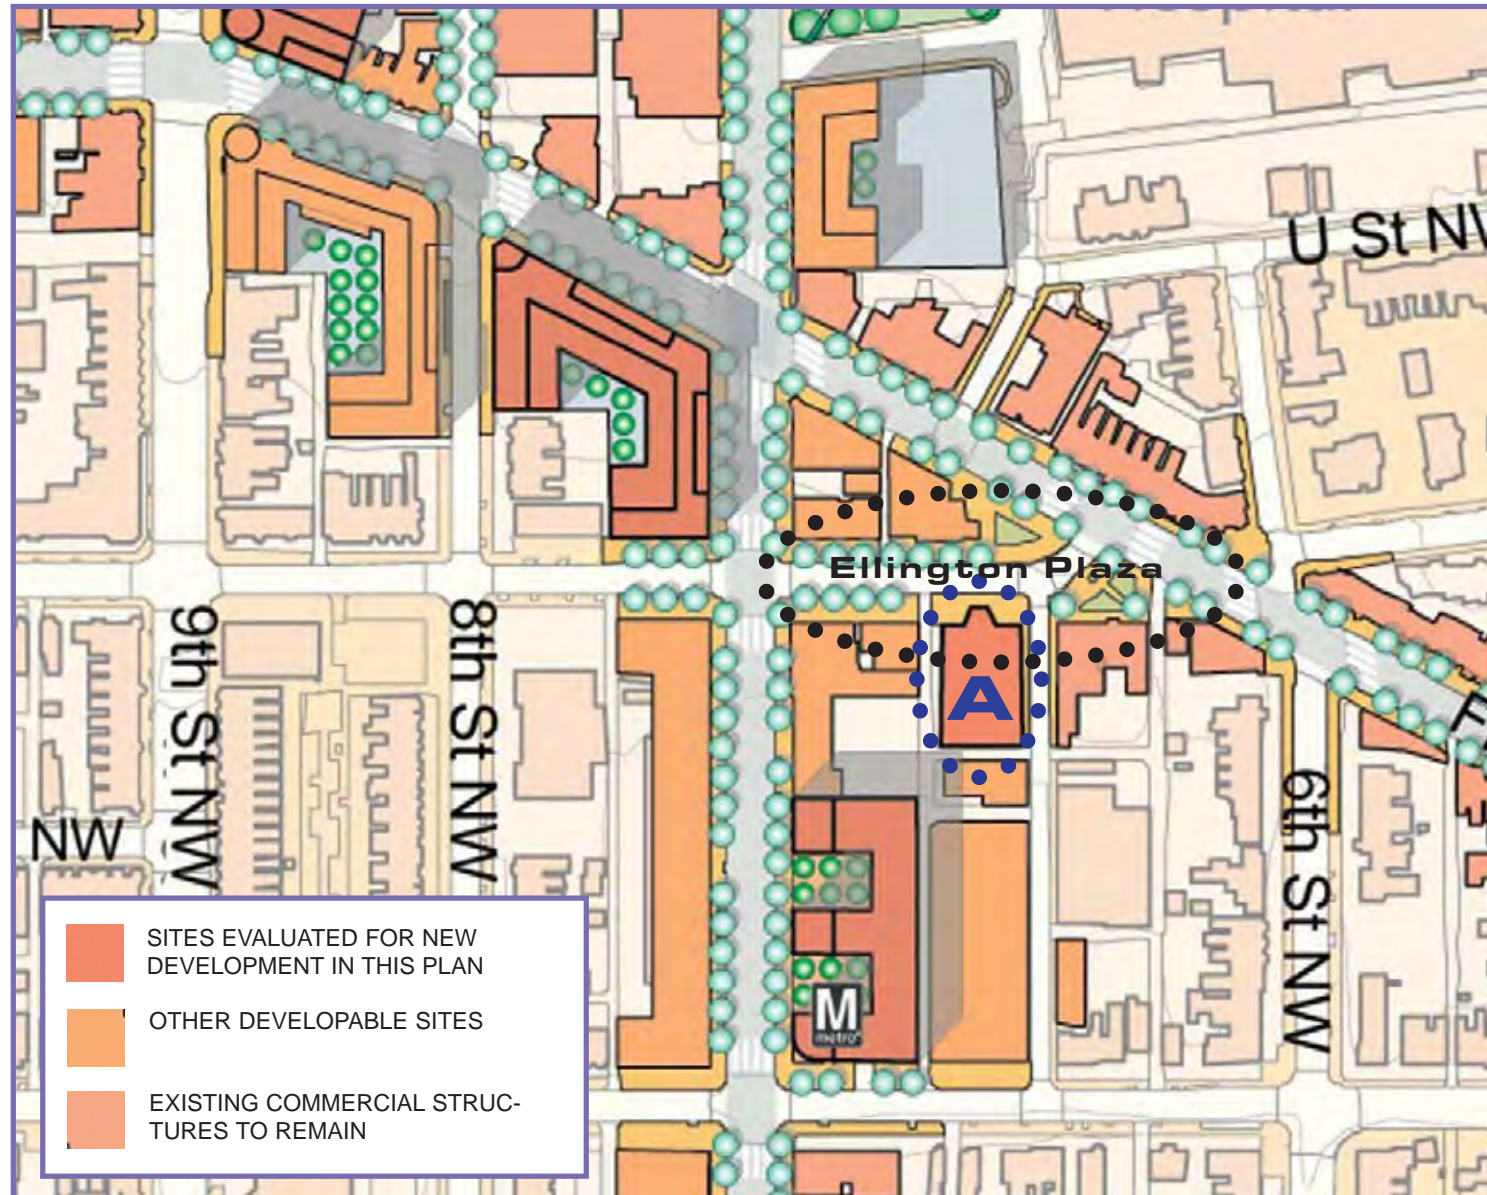 U St NW
Ellington Plaza
A
9th St NW
8th St NW
6th St NW
NW
M
metro
SITES EVALUATED FOR NEW
DEVELOPMENT IN THIS PLAN
OTHER DEVELOPABLE SITES
EXISTING COMMERCIAL STRUC-
TURES TO REMAIN